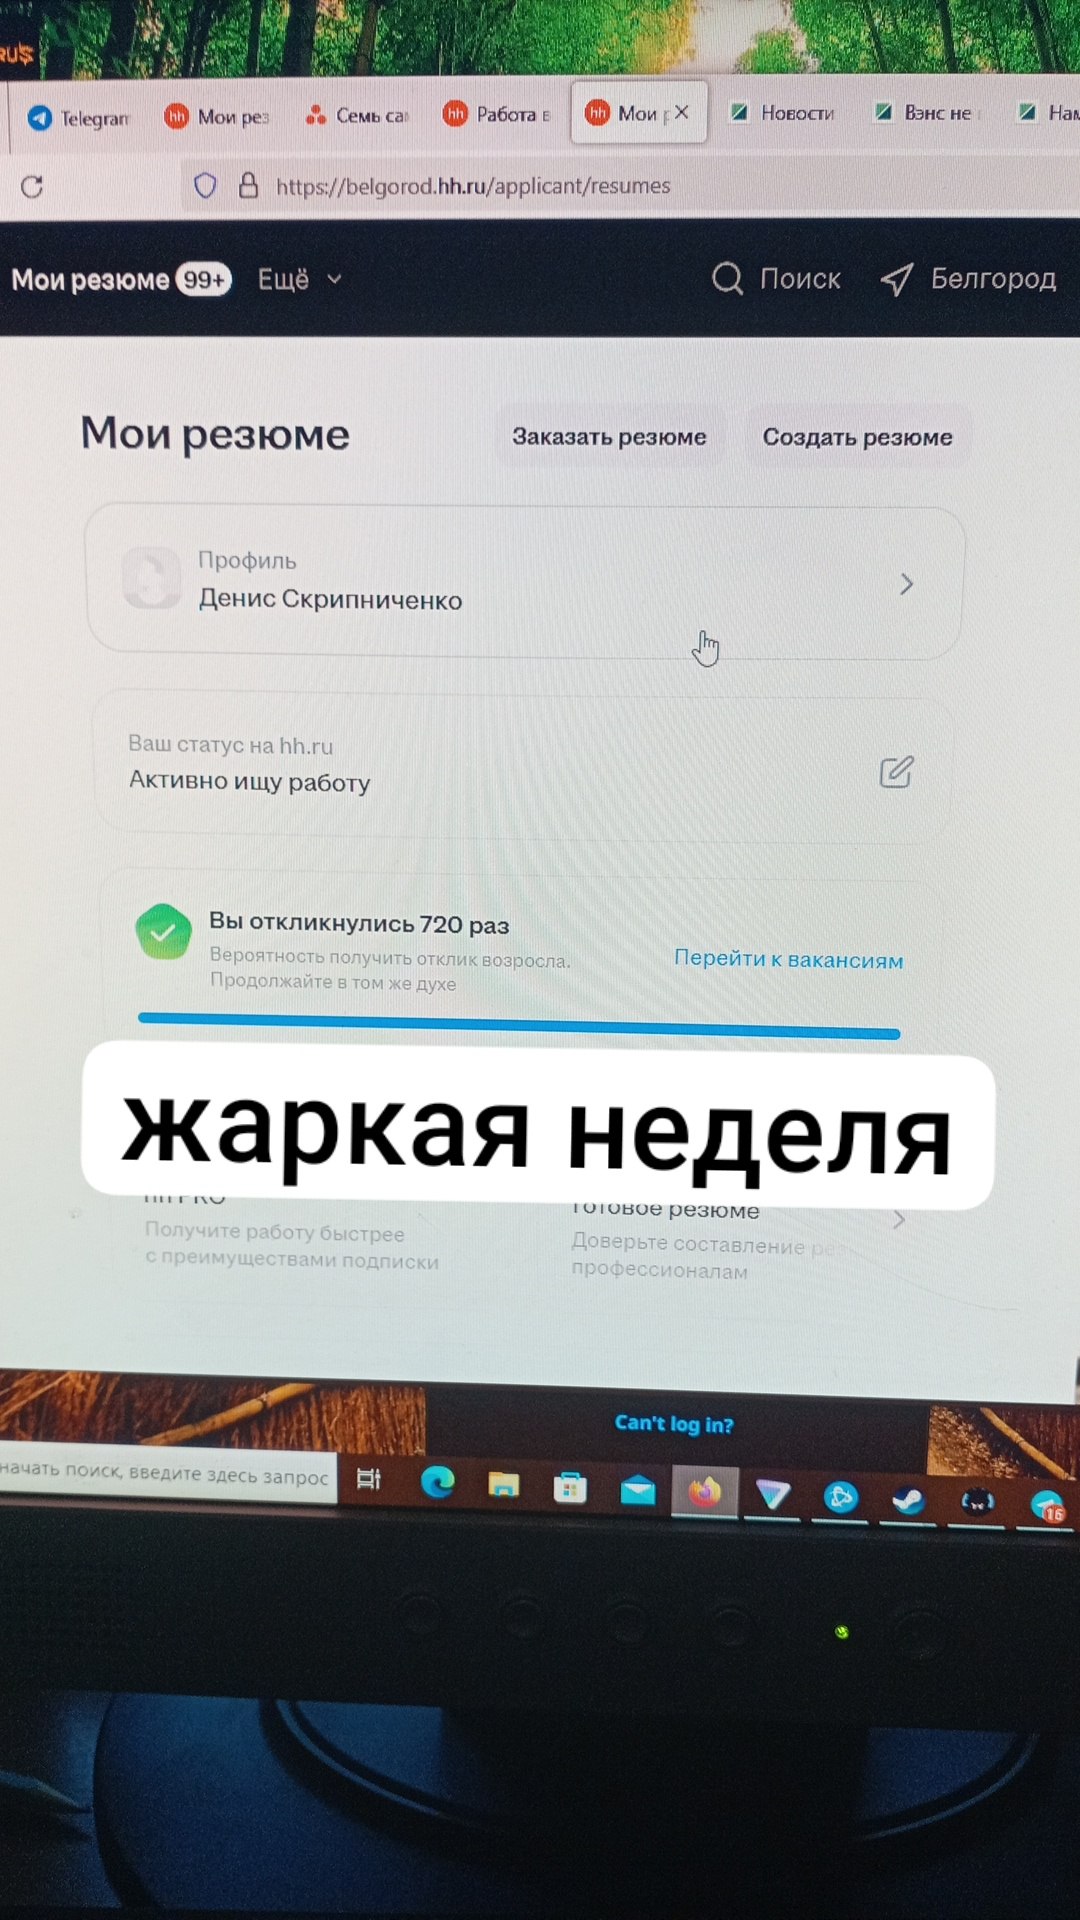 RUS
Telegram
Мои рез
Семь са
Работа в
Мои р
Новости
Вэнс не
Нам
https://belgorod.hh.ru/applicant/resumes
Мои резюме 99+ Ещё Поиск Белгород
Мои резюме Заказать резюме Создать резюме
Профиль
Денис Скрипниченко
Ваш статус на hh.ru
Активно ищу работу
Вы откликнулись 720 раз
Вероятность получить отклик возросла.
Продолжайте в том же духе
Перейти к вакансиям
жаркая неделя
hh PRO
Получите работу быстрее
с преимуществами подписки
Готовое резюме
Доверьте составление ре
профессионалам
Can't log in?
начать поиск, введите здесь запрос
16